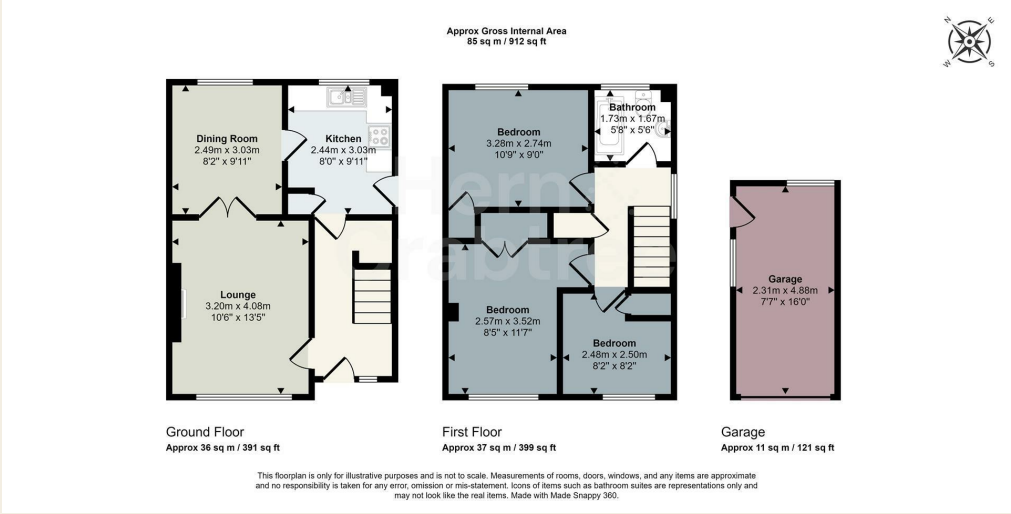 Approx Gross Internal Area
85 sq m / 912 sq ft
N
E
S
W
Dining Room
2.49m x 3.03m
8'2" x 9'11"
Kitchen
2.44m x 3.03m
8'0" x 9'11"
Lounge
3.20m x 4.08m
10'6" x 13'5"
Bedroom
3.28m x 2.74m
10'9" x 9'0"
Bathroom
1.73m x 1.67m
5'8" x 5'6"
Bedroom
2.57m x 3.52m
8'5" x 11'7"
Bedroom
2.48m x 2.50m
8'2" x 8'2"
Garage
2.31m x 4.88m
7'7" x 16'0"
Hern &
Crabtree
Ground Floor
Approx 36 sq m / 391 sq ft
First Floor
Approx 37 sq m / 399 sq ft
Garage
Approx 11 sq m / 121 sq ft
This floorplan is only for illustrative purposes and is not to scale. Measurements of rooms, doors, windows, and any items are approximate
and no responsibility is taken for any error, omission or mis-statement. Icons of items such as bathroom suites are representations only and
may not look like the real items. Made with Made Snappy 360.